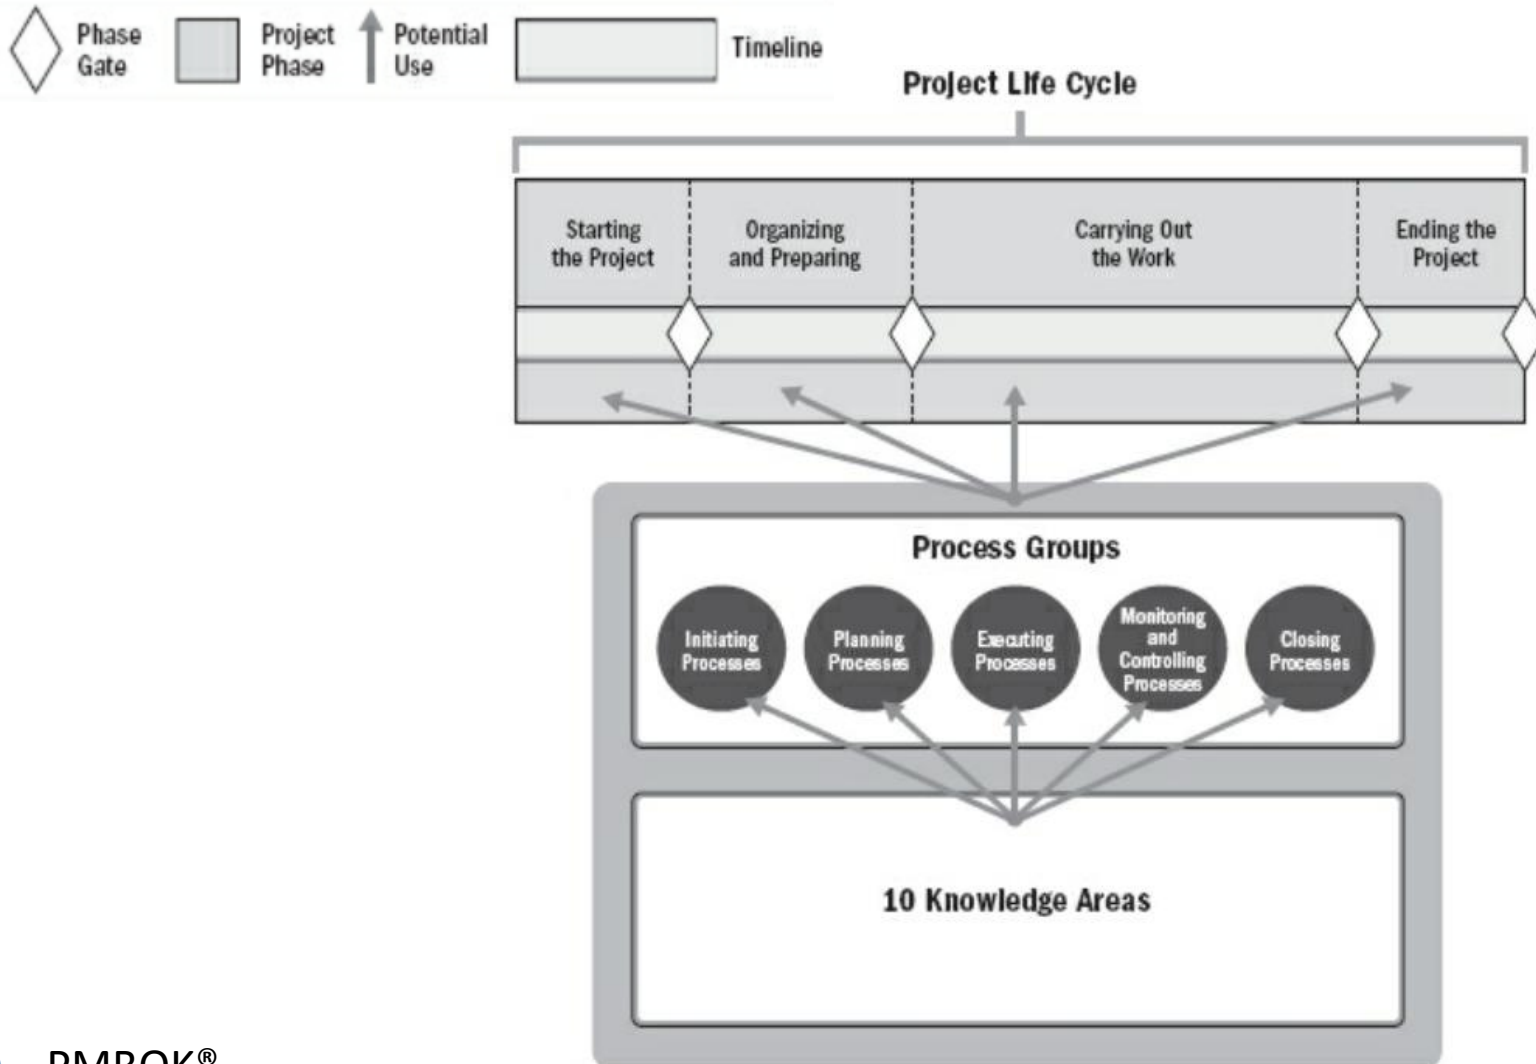 Phase
Gate
Project
Phase
Potential
Use
Timeline
Project Life Cycle
Starting
the Project
Organizing
and Preparing
Carrying Out
the Work
Ending the
Project
Process Groups
Initiating
Processes
Planning
Processes
Executing
Processes
Monitoring
and
Controlling
Processes
Closing
Processes
10 Knowledge Areas
PMBOK®